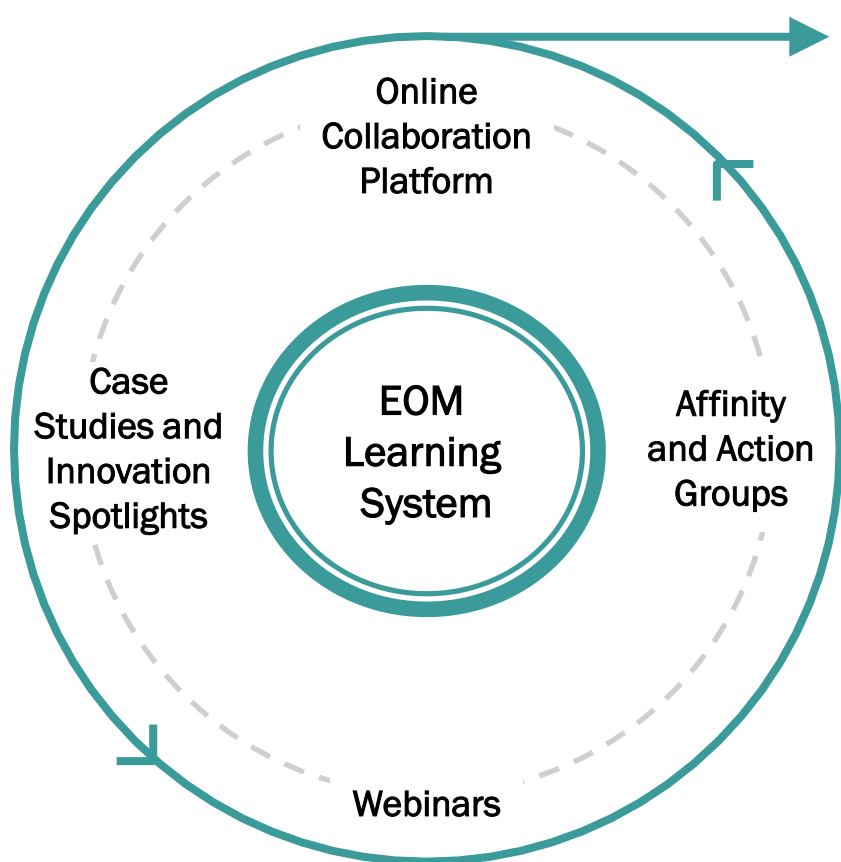 Online
Collaboration
Platform
Case
Studies and
Innovation
Spotlights
EOM
Learning
System
Affinity
and Action
Groups
Webinars